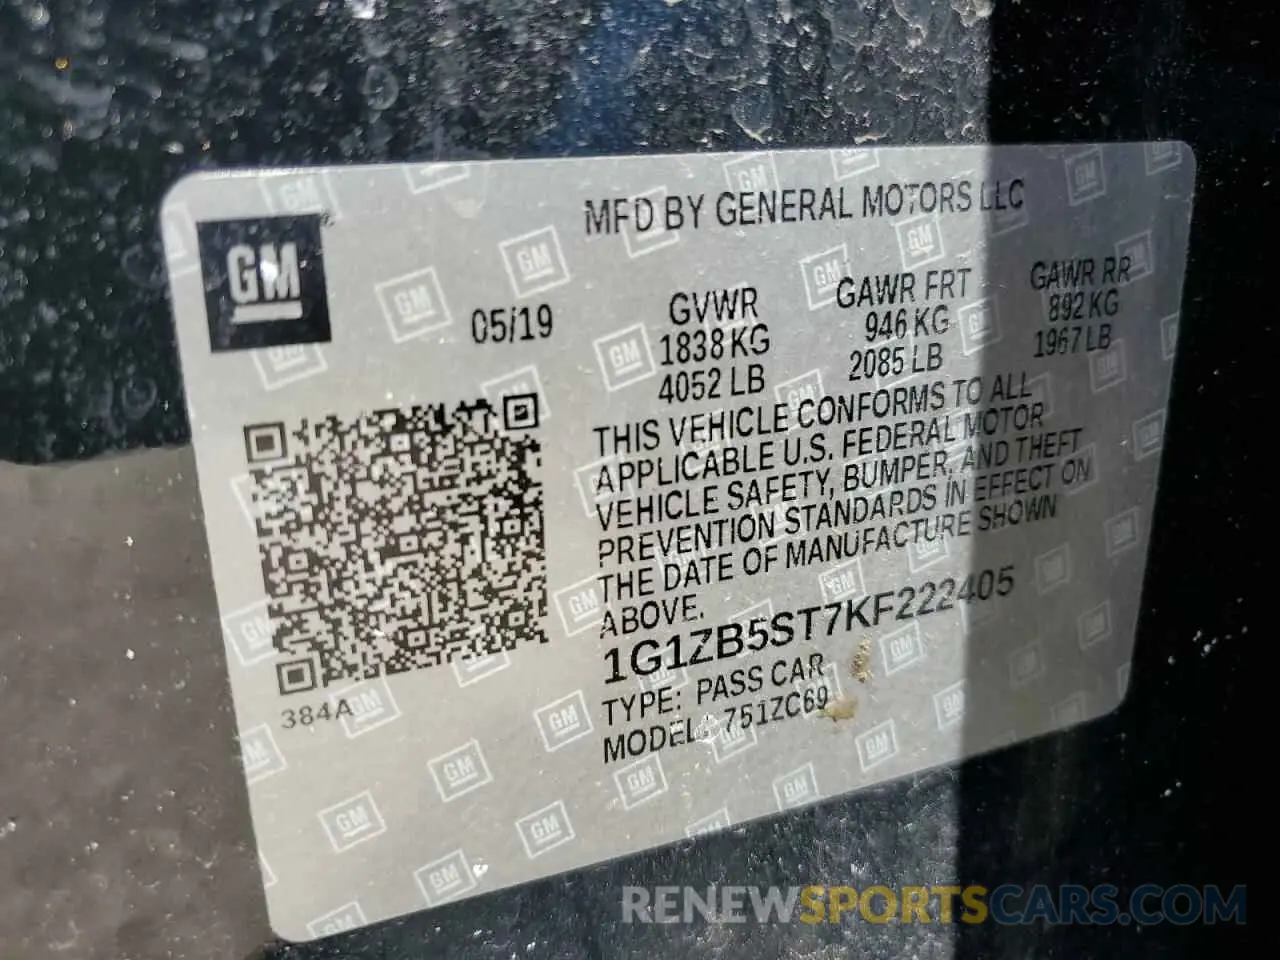 GM
MFD BY GENERAL MOTORS LLC
05/19
GVWR
1838 KG
4052 LB
GAWR FRT
946 KG
2085 LB
GAWR RR
892 KG
1967 LB
THIS VEHICLE CONFORMS TO ALL
APPLICABLE U.S. FEDERAL MOTOR
VEHICLE SAFETY, BUMPER, AND THEFT
PREVENTION STANDARDS IN EFFECT ON
THE DATE OF MANUFACTURE SHOWN
ABOVE.
1G1ZB5ST7KF222405
TYPE: PASS CAR
MODEL: 751ZC69
384A
RENEWSPORTSCARS.COM